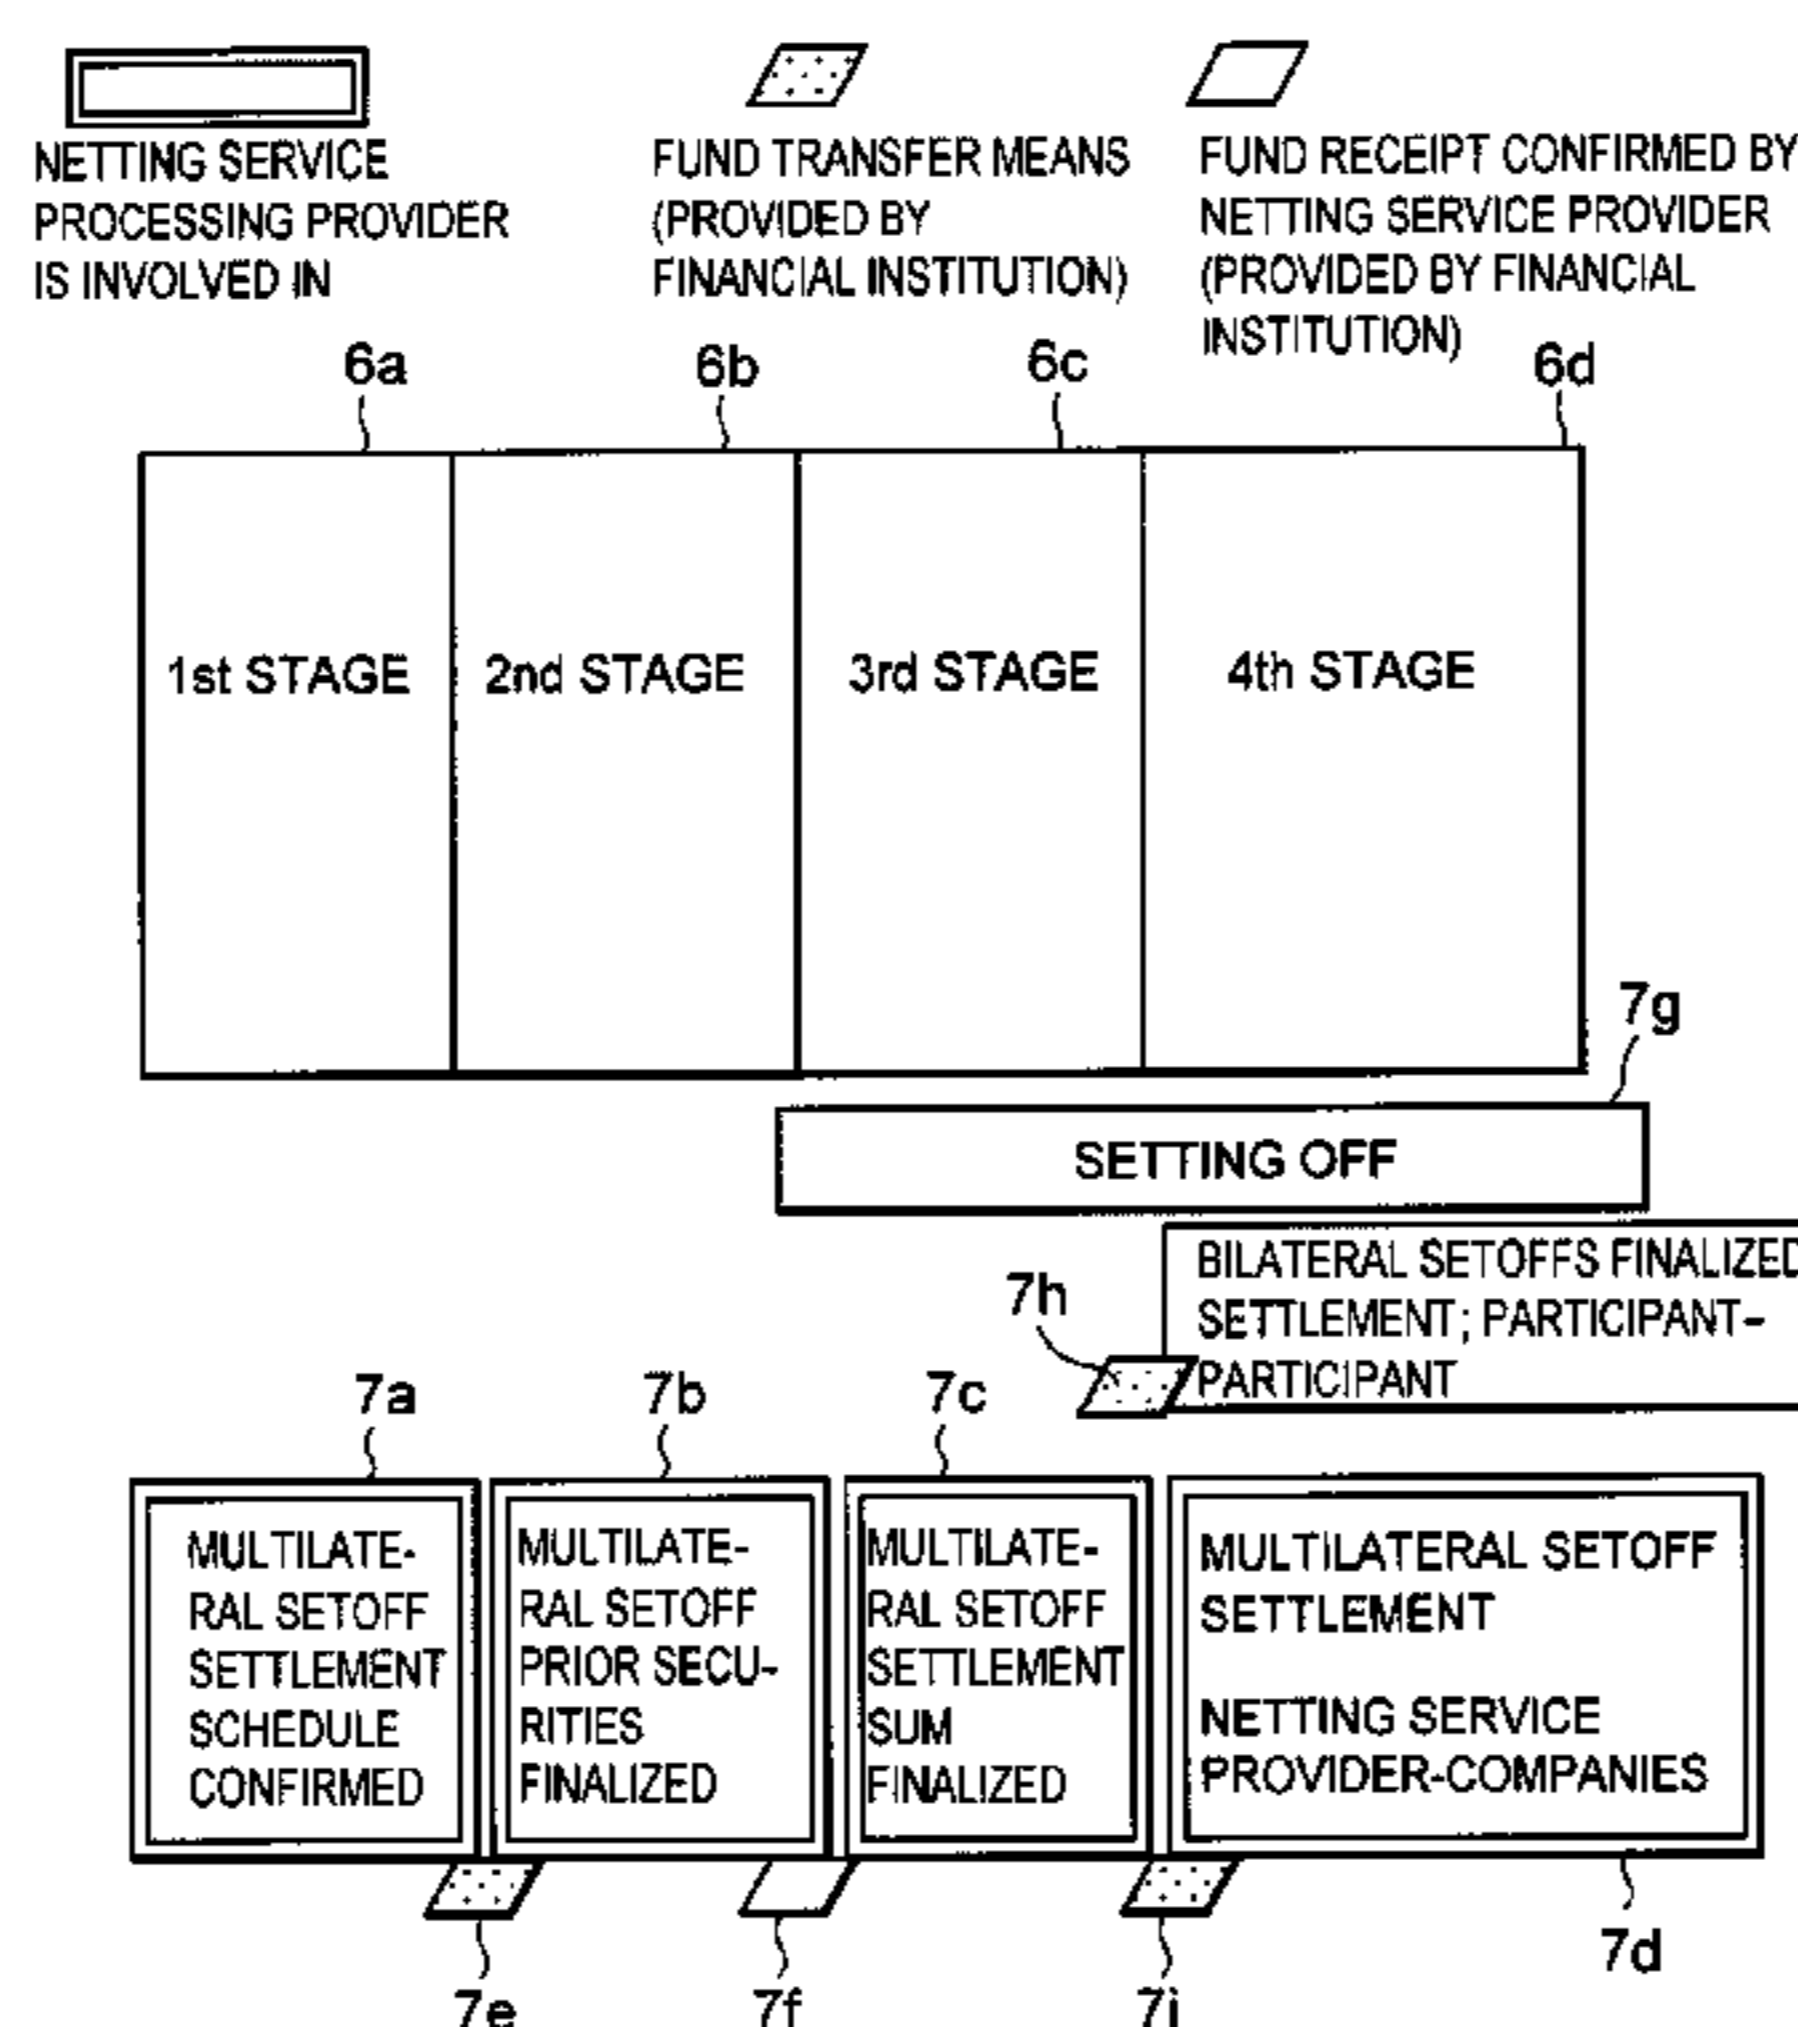 NETTING SERVICE
PROCESSING PROVIDER
IS INVOLVED IN
FUND TRANSFER MEANS
(PROVIDED BY
FINANCIAL INSTITUTION)
FUND RECEIPT CONFIRMED BY
NETTING SERVICE PROVIDER
(PROVIDED BY FINANCIAL
INSTITUTION)
6a
6b
6c
6d
1st STAGE
2nd STAGE
3rd STAGE
4th STAGE
7g
SETTING OFF
7h
BILATERAL SETOFFS FINALIZED
SETTLEMENT; PARTICIPANT-
PARTICIPANT
7a
7b
7c
MULTILATE-
RAL SETOFF
SETTLEMENT
SCHEDULE
CONFIRMED
MULTILATE-
RAL SETOFF
PRIOR SECU-
RITIES
FINALIZED
MULTILATE-
RAL SETOFF
SETTLEMENT
SUM
FINALIZED
MULTILATERAL SETOFF
SETTLEMENT
NETTING SERVICE
PROVIDER-COMPANIES
7e
7f
7i
7d